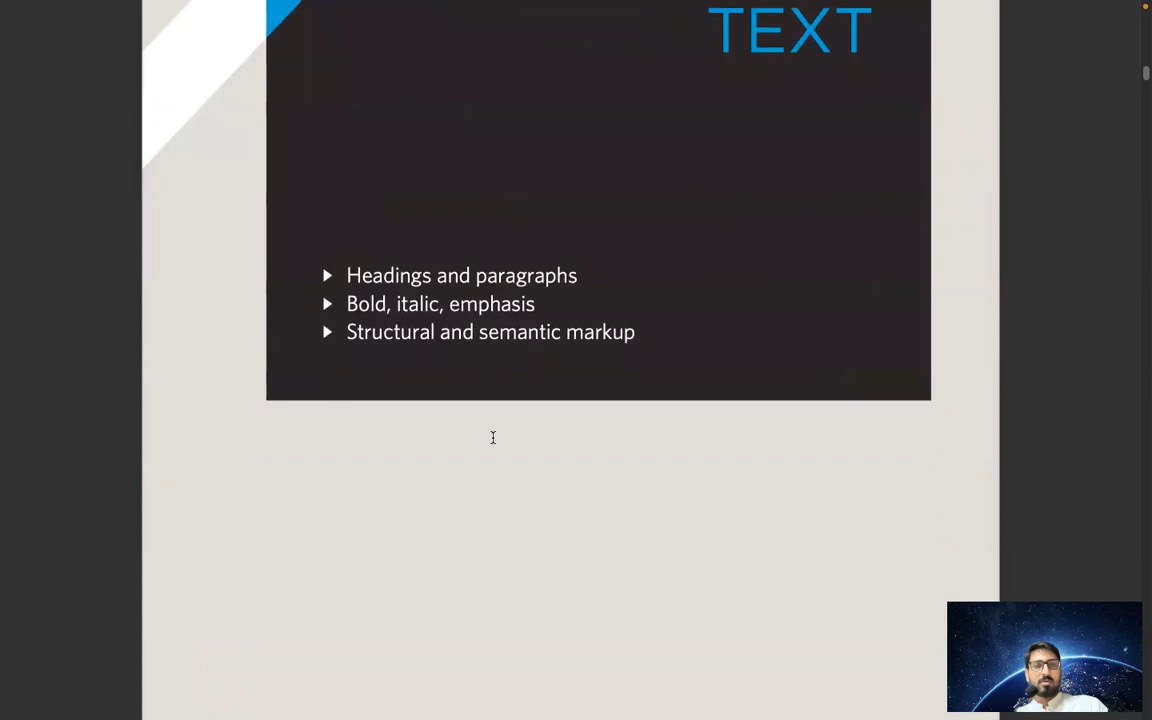 TEXT
Headings and paragraphs
Bold, italic, emphasis
Structural and semantic markup